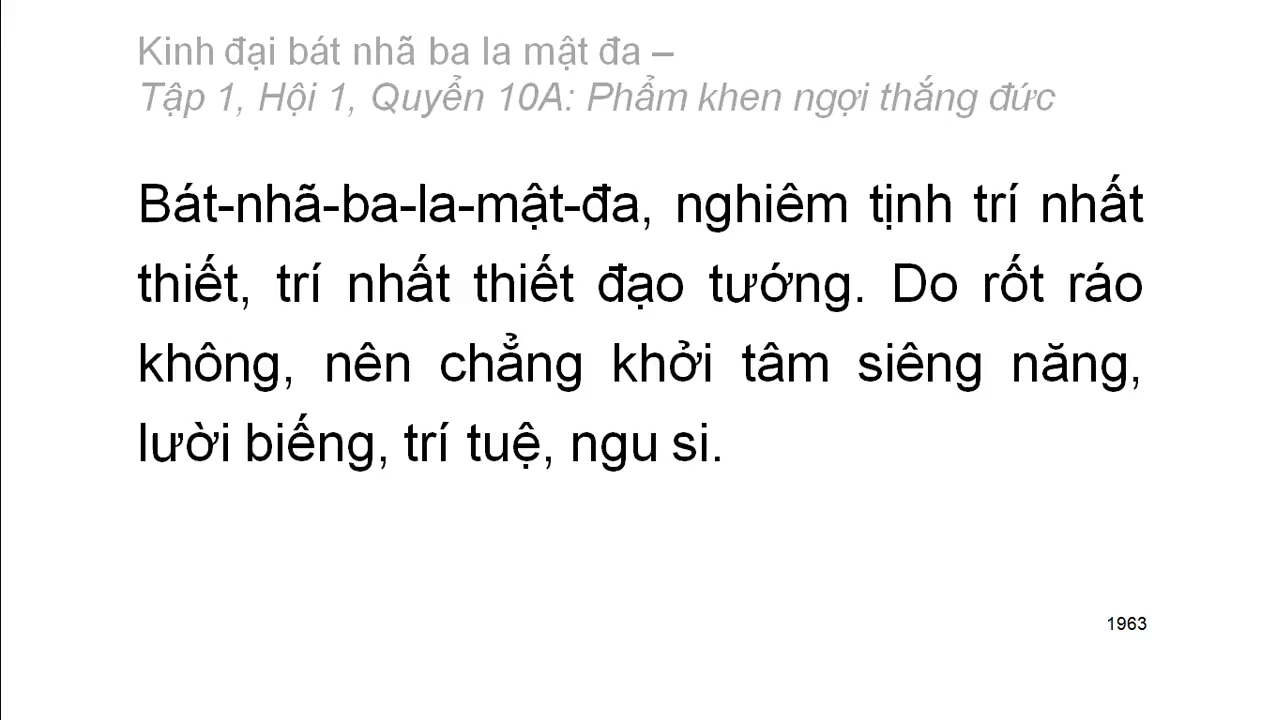 Kinh đại bát nhã ba la mật đa –
Tập 1, Hội 1, Quyển 10A: Phẩm khen ngợi thắng đức
Bát-nhã-ba-la-mật-đa, nghiêm tịnh trí nhất
thiết, trí nhất thiết đạo tướng. Do rốt ráo
không, nên chẳng khởi tâm siêng năng,
lười biếng, trí tuệ, ngu si.
1963